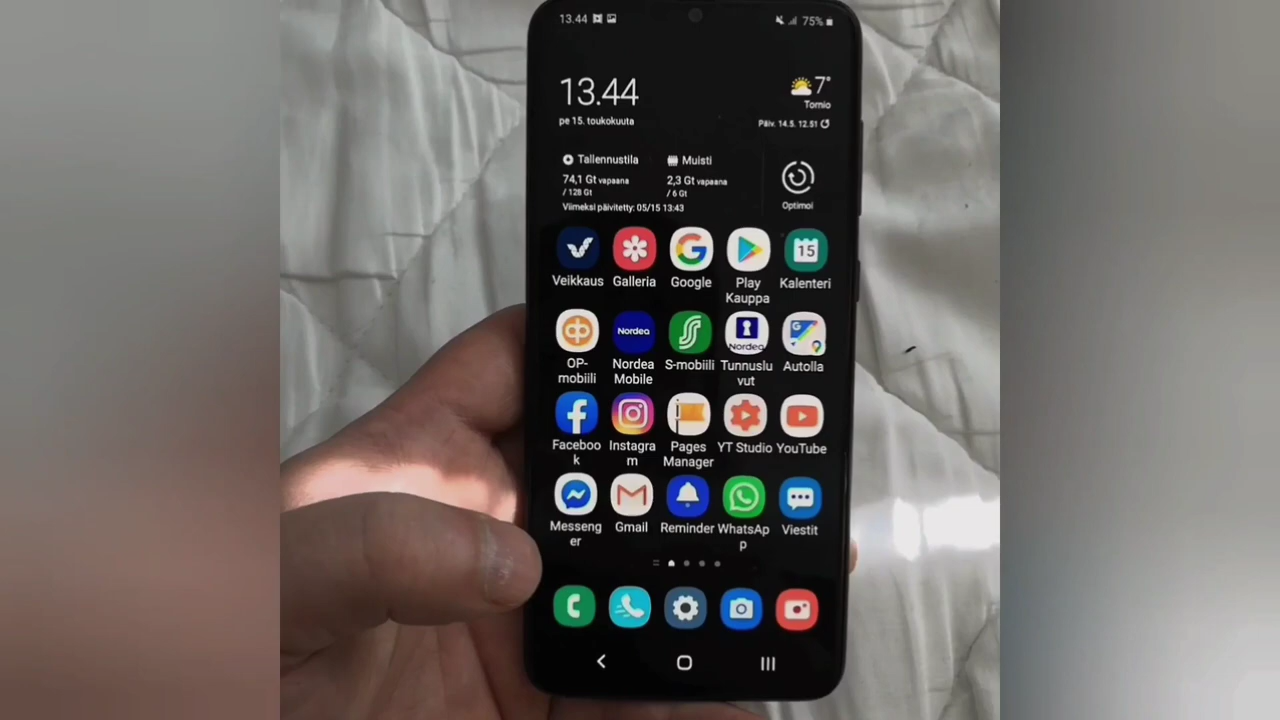 13.44 75%
13.44 7°
Tornio
pe 15. toukokuuta Päiv. 14.5. 12.51
Tallennustila Muisti
74,1 Gt vapaana 2,3 Gt vapaana
/ 128 Gt / 6 Gt
Optimoi
Viimeksi päivitetty: 05/15 13:43
G 15
Veikkaus Galleria Google Play Kalenteri
Kauppa
Nordea Nordea G
OP- Nordea S-mobiili Tunnuslu Autolla
mobiili Mobile vut
Faceboo Instagra Pages YT Studio YouTube
k m Manager
Messeng Gmail Reminder WhatsAp Viestit
er p